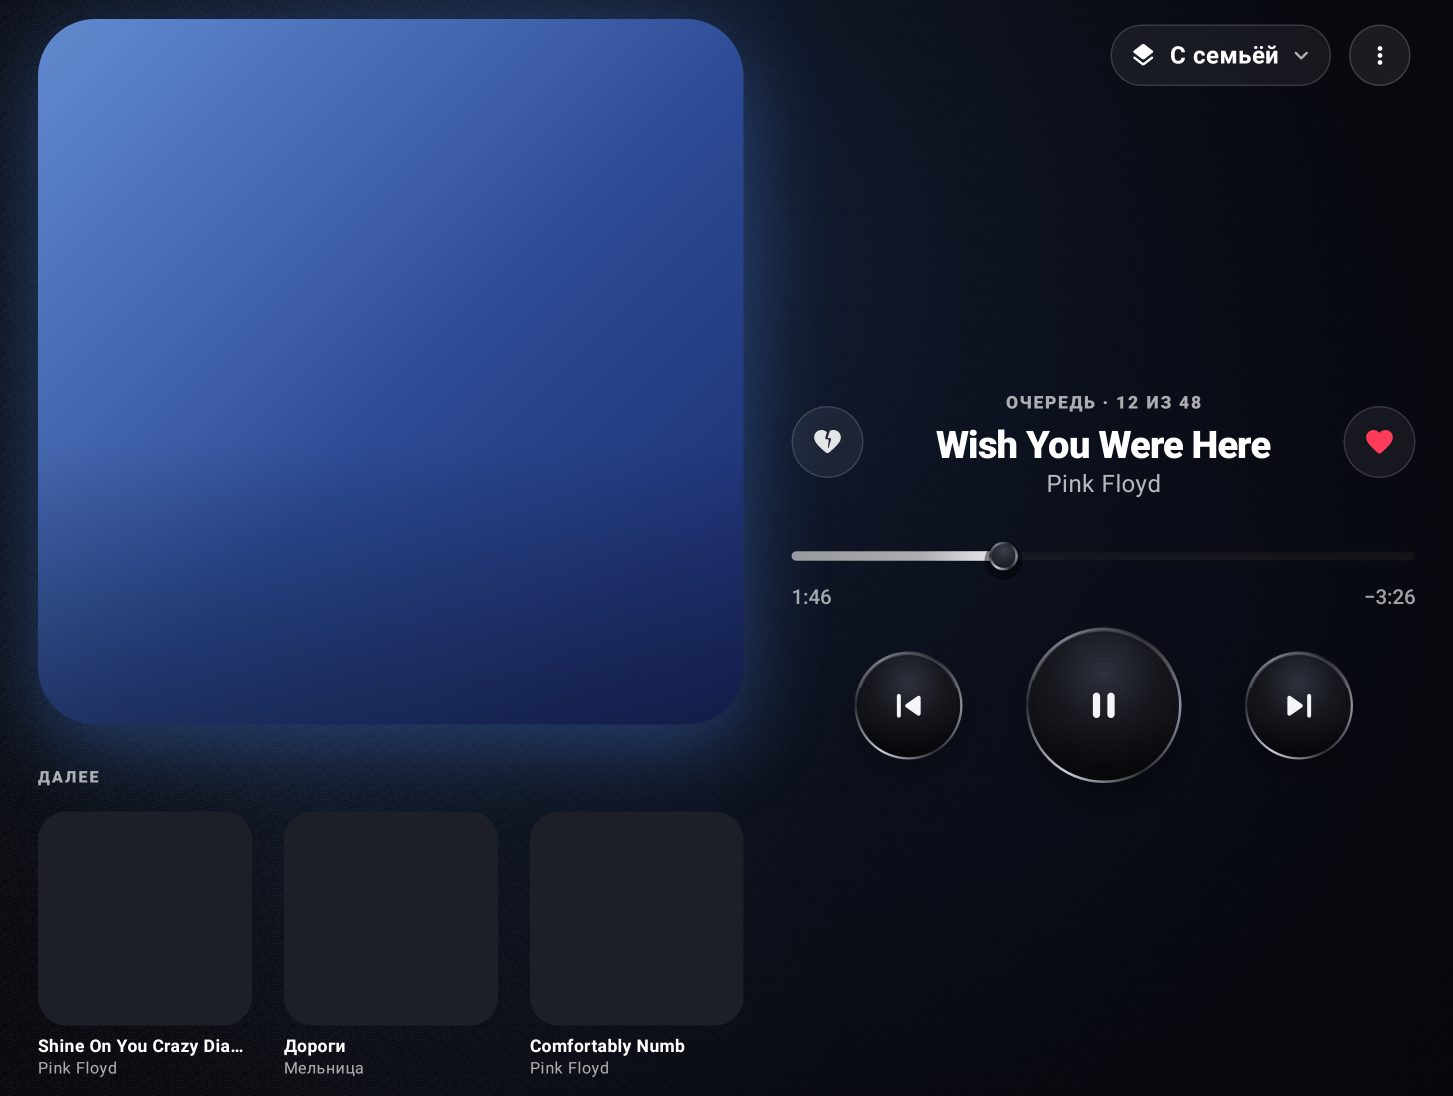 С семьёй
ОЧЕРЕДЬ · 12 ИЗ 48
Wish You Were Here
Pink Floyd
1:46
−3:26
ДАЛЕЕ
Shine On You Crazy Dia…
Pink Floyd
Дороги
Мельница
Comfortably Numb
Pink Floyd